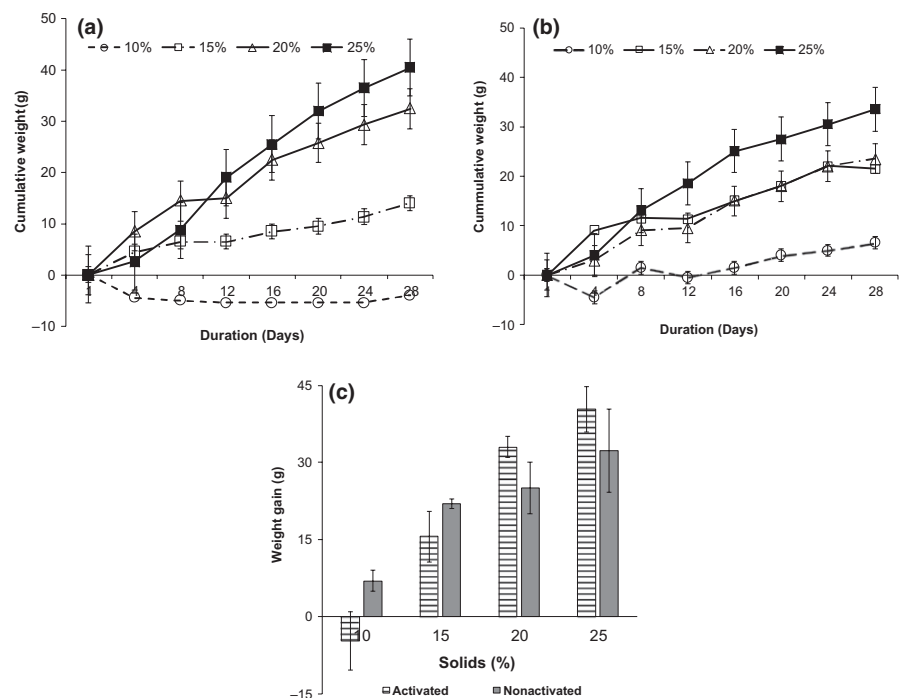 (a)
10% 15% 20% 25%
Cumulative weight (g)
50
40
30
20
10
0
–10
1 4 8 12 16 20 24 28
Duration (Days)
(b)
10% 15% 20% 25%
Cummulative weight (g)
50
40
30
20
10
0
–10
1 4 8 12 16 20 24 28
Duration (Days)
(c)
Weight gain (g)
45
30
15
0
–15
10 15 20 25
Solids (%)
Activated Nonactivated